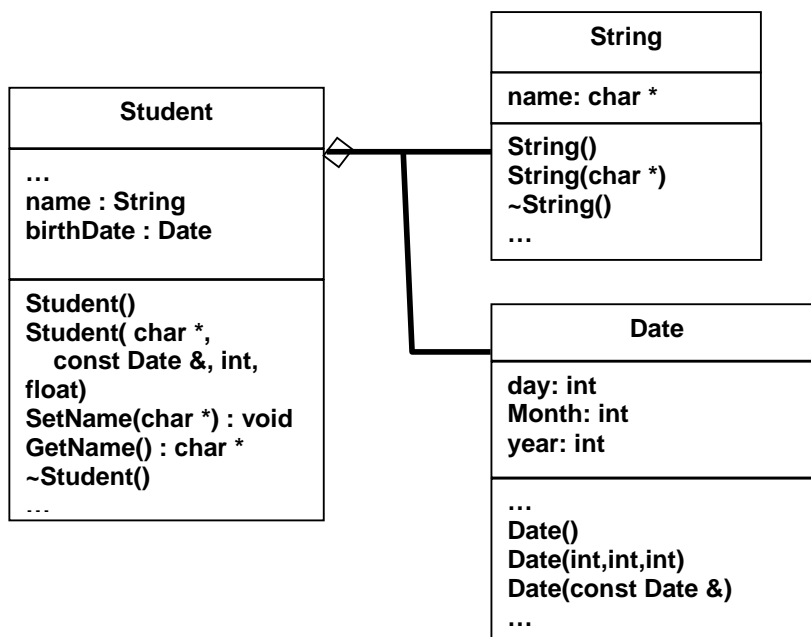 Student
…
name : String
birthDate : Date
Student()
Student( char *,
const Date &, int,
float)
SetName(char *) : void
GetName() : char *
~Student()
…
String
name: char *
String()
String(char *)
~String()
…
Date
day: int
Month: int
year: int
…
Date()
Date(int,int,int)
Date(const Date &)
…